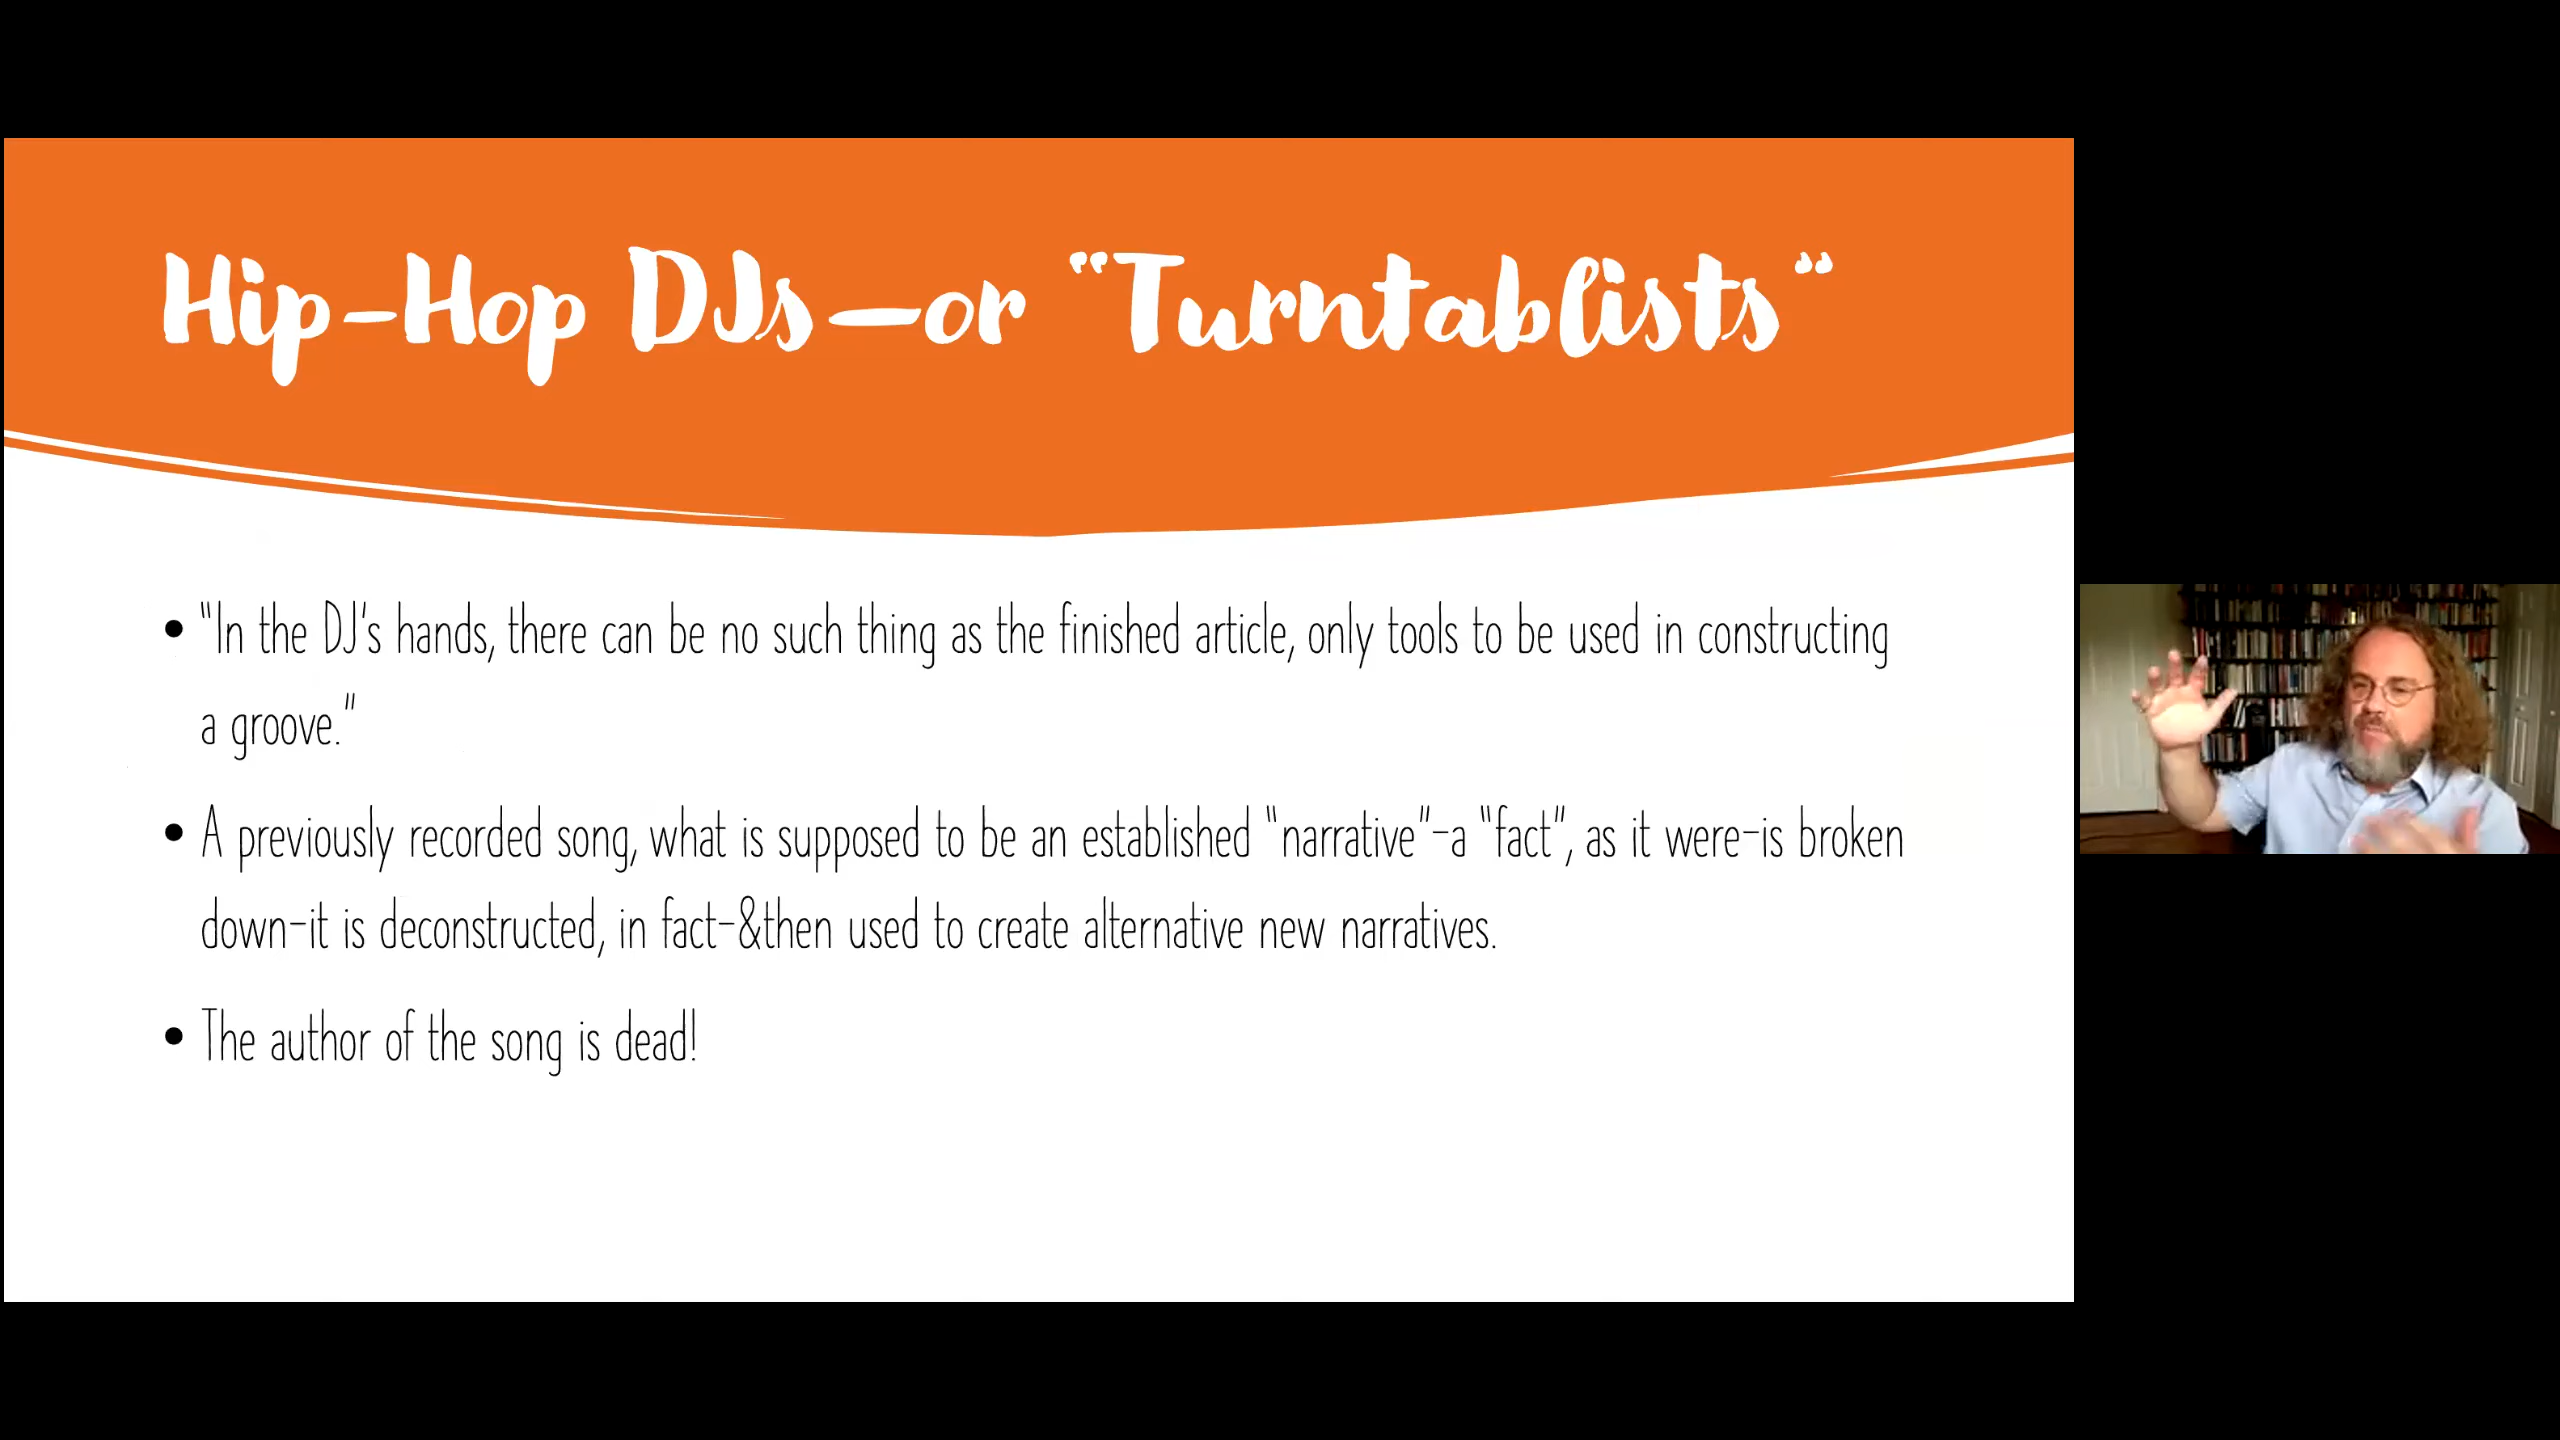 Hip-Hop DJs—or “Turntablists“
• "In the DJ's hands, there can be no such thing as the finished article, only tools to be used in constructing
a groove."
• A previously recorded song, what is supposed to be an established "narrative"-a "fact", as it were-is broken
down-it is deconstructed, in fact-&then used to create alternative new narratives.
• The author of the song is dead!